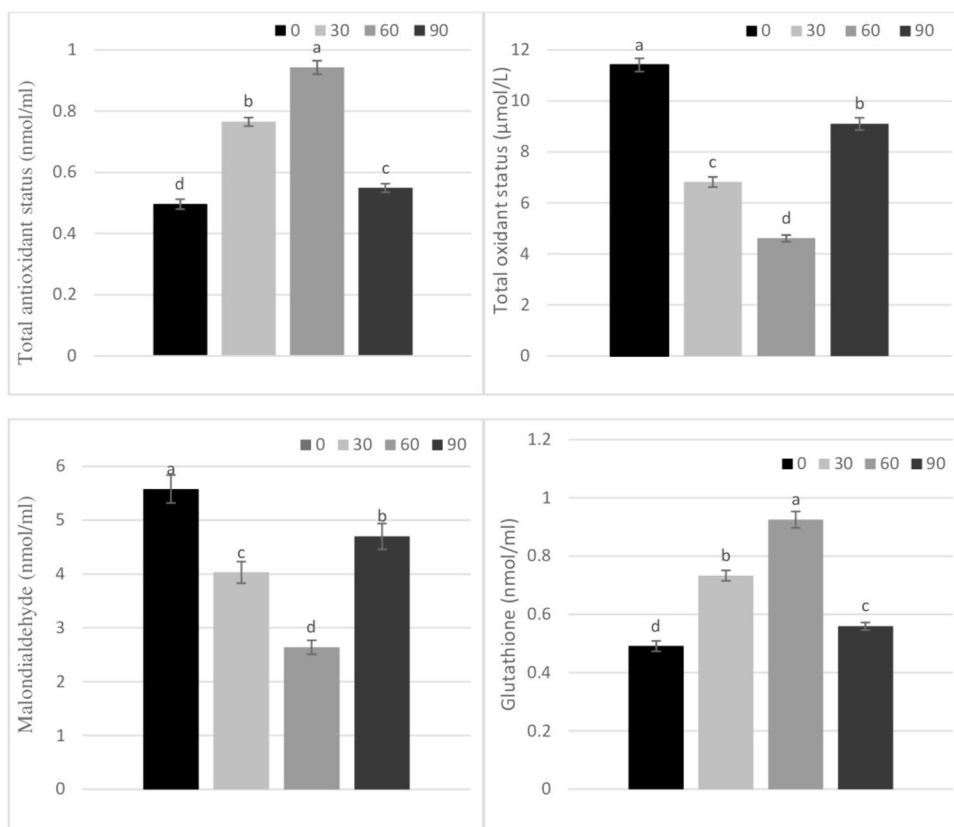 0 30 60 90
Total antioxidant status (nmol/ml)
1
0.8
0.6
0.4
0.2
0
d
b
a
c
0 30 60 90
Total oxidant status (μmol/L)
12
10
8
6
4
2
0
a
c
d
b
0 30 60 90
Malondialdehyde (nmol/ml)
6
5
4
3
2
1
0
a
c
d
b
0 30 60 90
Glutathione (nmol/ml)
1.2
1
0.8
0.6
0.4
0.2
0
d
b
a
c